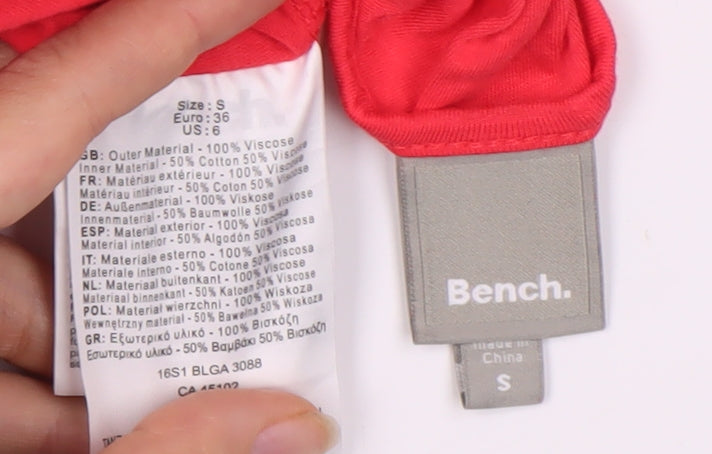 Size : S
Euro : 36
US : 6
GB: Outer Material - 100% Viscose
Inner Material - 50% Cotton 50% Viscose
FR: Matériau extérieur - 100% Viscose
Matériau intérieur - 50% Coton 50% Viscose
DE: Außenmaterial - 100% Viskose
Innenmaterial - 50% Baumwolle 50% Viskose
ESP: Material exterior - 100% Viscosa
Material interior - 50% Algodón 50% Viscosa
IT: Materiale esterno - 100% Viscosa
Materiale interno - 50% Cotone 50% Viscosa
NL: Materiaal buitenkant - 100% Viscose
Materiaal binnenkant - 50% Katoen 50% Viscose
POL: Materiał wierzchni - 100% Wiskoza
Wewnętrzny materiał - 50% Bawełna 50% Wiskoza
GR: Εξωτερικό υλικό - 100% Βισκόζη
Εσωτερικό υλικό - 50% Βαμβάκι 50% Βισκόζη
16S1 BLGA 3088
CA 15102
Bench.
made in
China
S